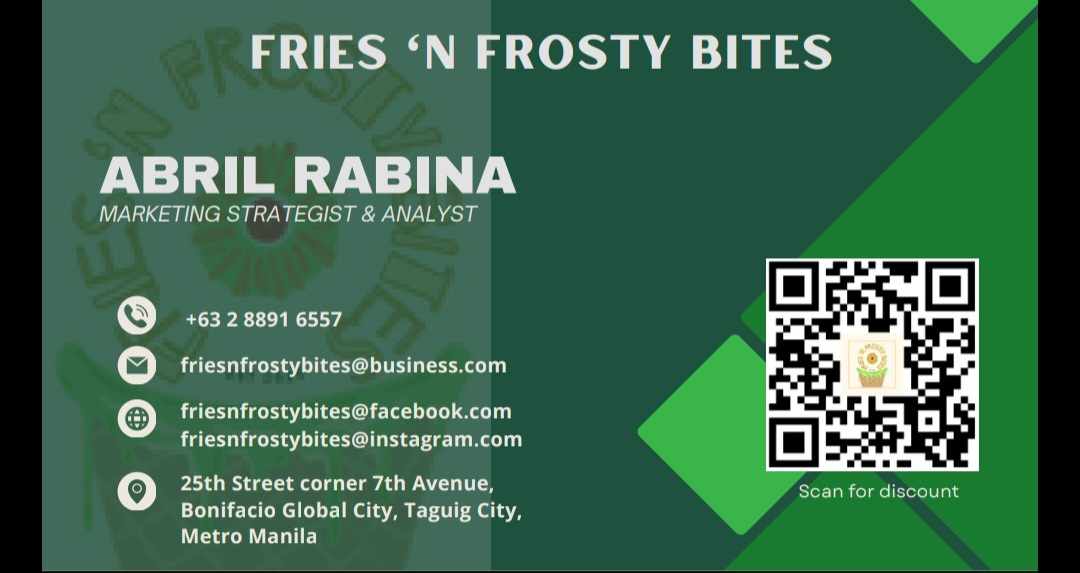 FRIES ‘N FROSTY BITES
ABRIL RABINA
MARKETING STRATEGIST & ANALYST
+63 2 8891 6557
friesnfrostybites@business.com
friesnfrostybites@facebook.com
friesnfrostybites@instagram.com
25th Street corner 7th Avenue,
Bonifacio Global City, Taguig City,
Metro Manila
Scan for discount